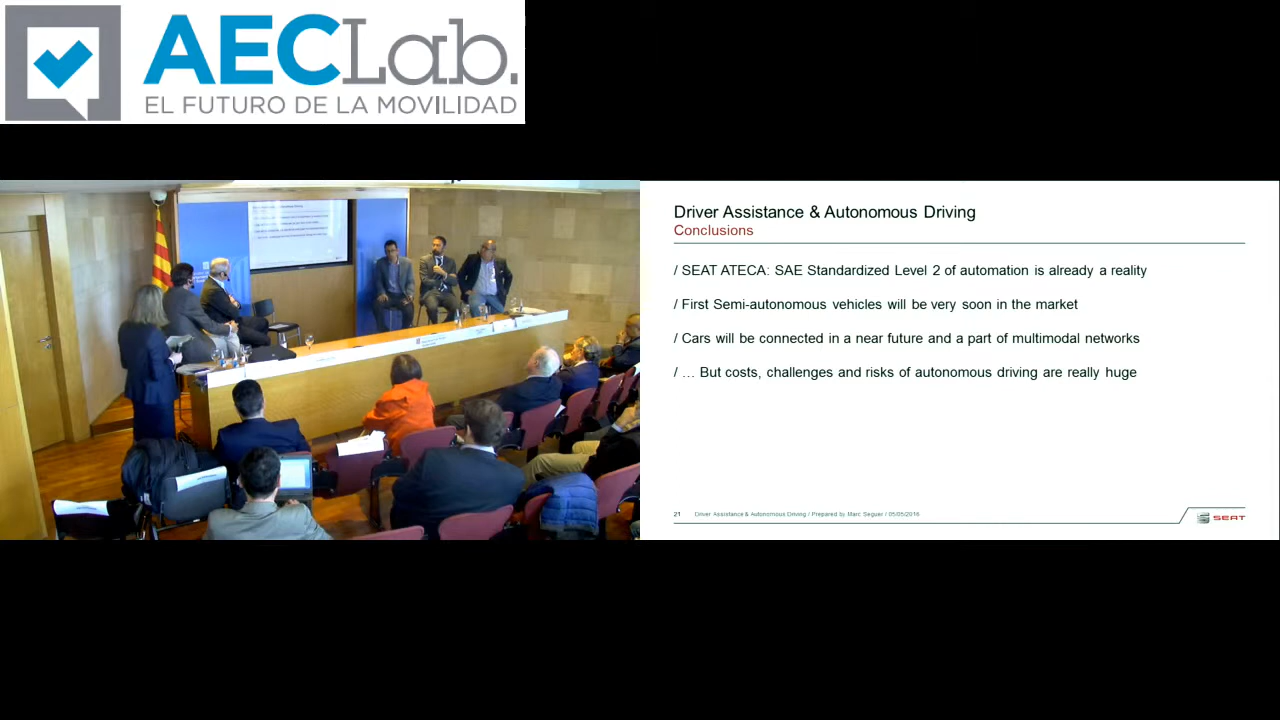 AECLab.
EL FUTURO DE LA MOVILIDAD
Driver Assistance & Autonomous Driving
Conclusions
/ SEAT ATECA: SAE Standardized Level 2 of automation is already a reality
/ First Semi-autonomous vehicles will be very soon in the market
/ Cars will be connected in a near future and a part of multimodal networks
/ … But costs, challenges and risks of autonomous driving are really huge
21 Driver Assistance & Autonomous Driving / Prepared by Marc Seguer / 05/05/2016
SEAT